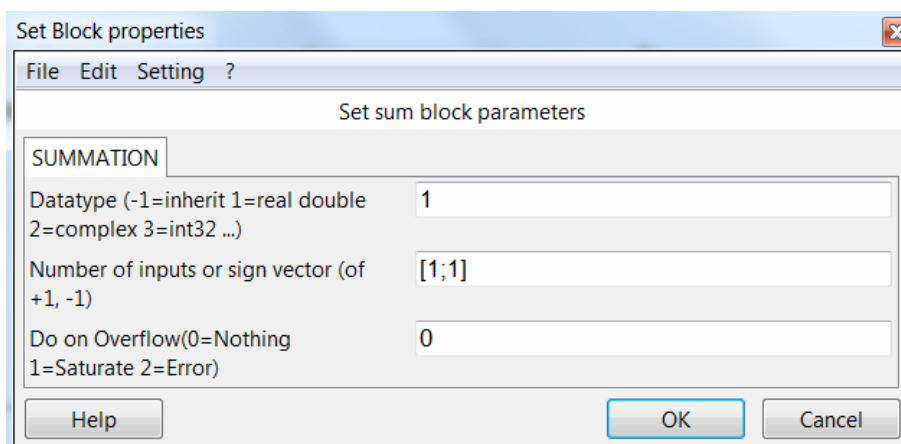 Set Block properties
File Edit Setting ?
Set sum block parameters
SUMMATION
Datatype (-1=inherit 1=real double
2=complex 3=int32 ...)
1
Number of inputs or sign vector (of
+1, -1)
[1;1]
Do on Overflow(0=Nothing
1=Saturate 2=Error)
0
Help
OK
Cancel